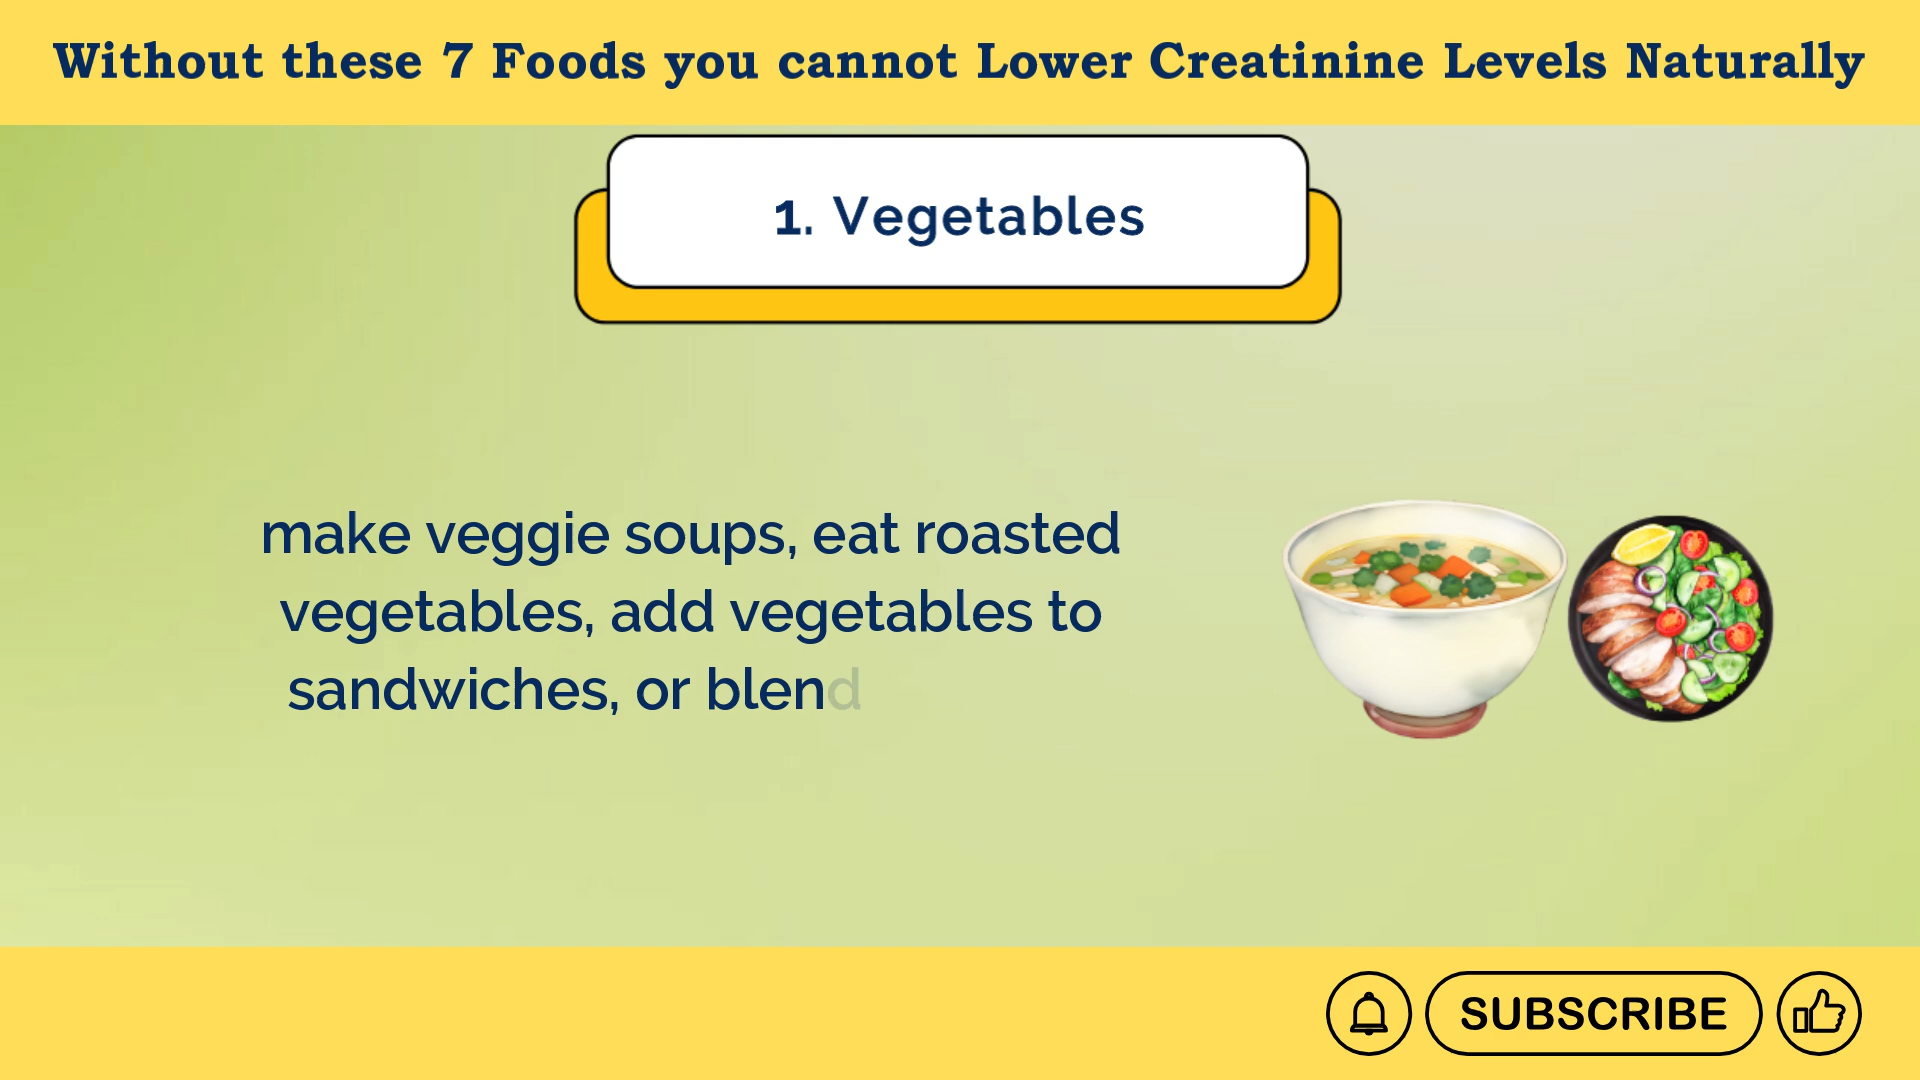 Without these 7 Foods you cannot Lower Creatinine Levels Naturally
1. Vegetables
make veggie soups, eat roasted
vegetables, add vegetables to
sandwiches, or blend
SUBSCRIBE